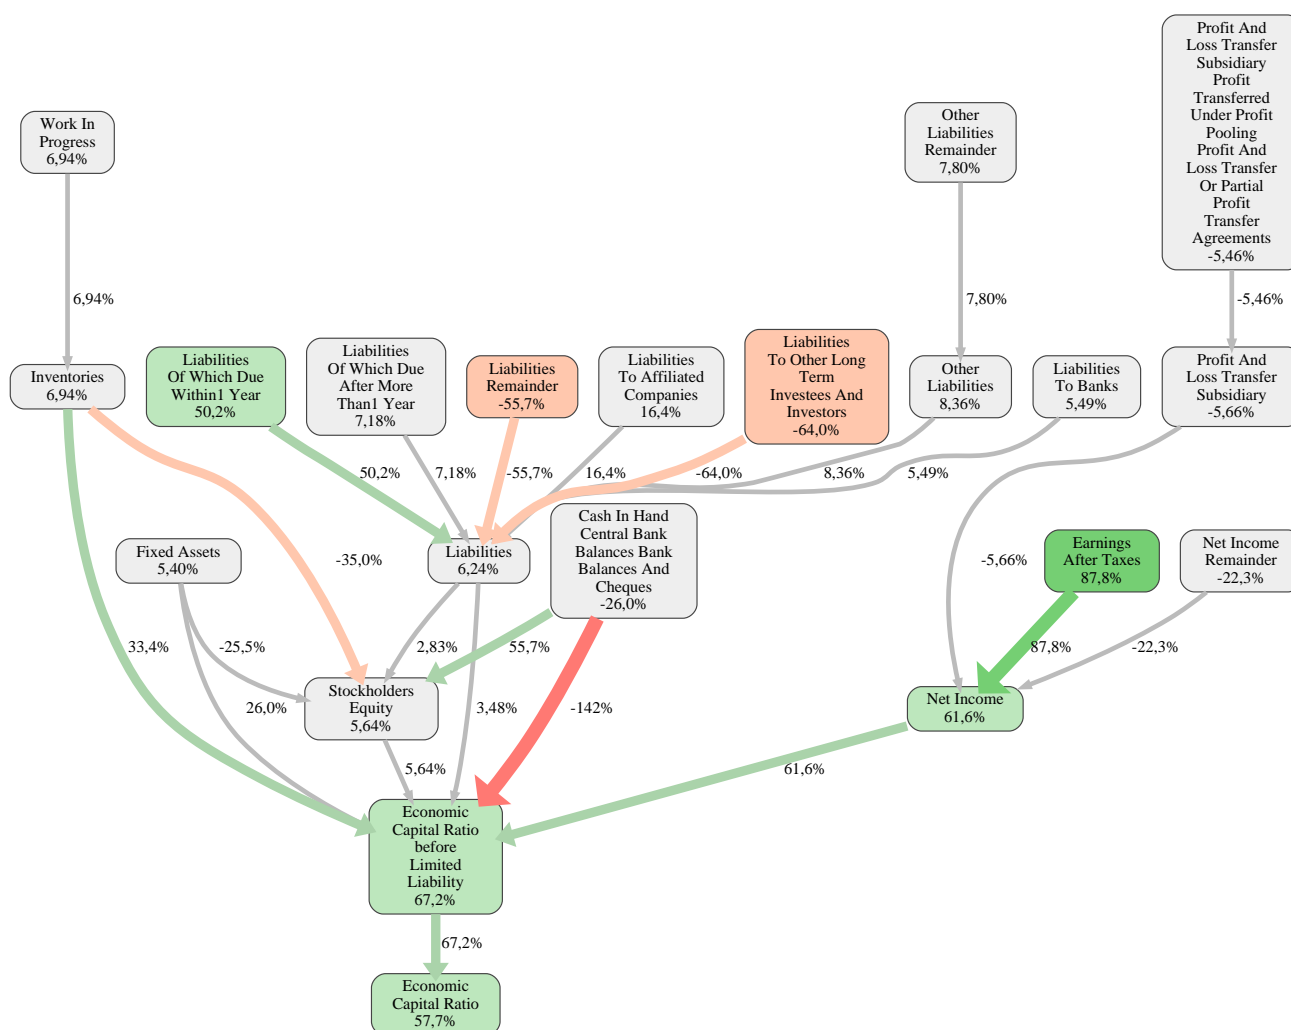 Profit And
Loss Transfer
Subsidiary
Profit
Transferred
Under Profit
Pooling
Profit And
Loss Transfer
Or Partial
Profit
Transfer
Agreements
-5,46%
Work In
Progress
6,94%
Other
Liabilities
Remainder
7,80%
6,94%
7,80%
-5,46%
Inventories
6,94%
Liabilities
Of Which Due
Within1 Year
50,2%
Liabilities
Of Which Due
After More
Than1 Year
7,18%
Liabilities
Remainder
-55,7%
Liabilities
To Affiliated
Companies
16,4%
Liabilities
To Other Long
Term
Investees And
Investors
-64,0%
Other
Liabilities
8,36%
Liabilities
To Banks
5,49%
Profit And
Loss Transfer
Subsidiary
-5,66%
50,2%
7,18%
-55,7%
16,4%
-64,0%
8,36%
5,49%
Fixed Assets
5,40%
-35,0%
Liabilities
6,24%
Cash In Hand
Central Bank
Balances Bank
Balances And
Cheques
-26,0%
-5,66%
Earnings
After Taxes
87,8%
Net Income
Remainder
-22,3%
33,4%
-25,5%
2,83%
55,7%
87,8%
-22,3%
26,0%
Stockholders
Equity
5,64%
3,48%
-142%
Net Income
61,6%
5,64%
61,6%
Economic
Capital Ratio
before
Limited
Liability
67,2%
67,2%
Economic
Capital Ratio
57,7%